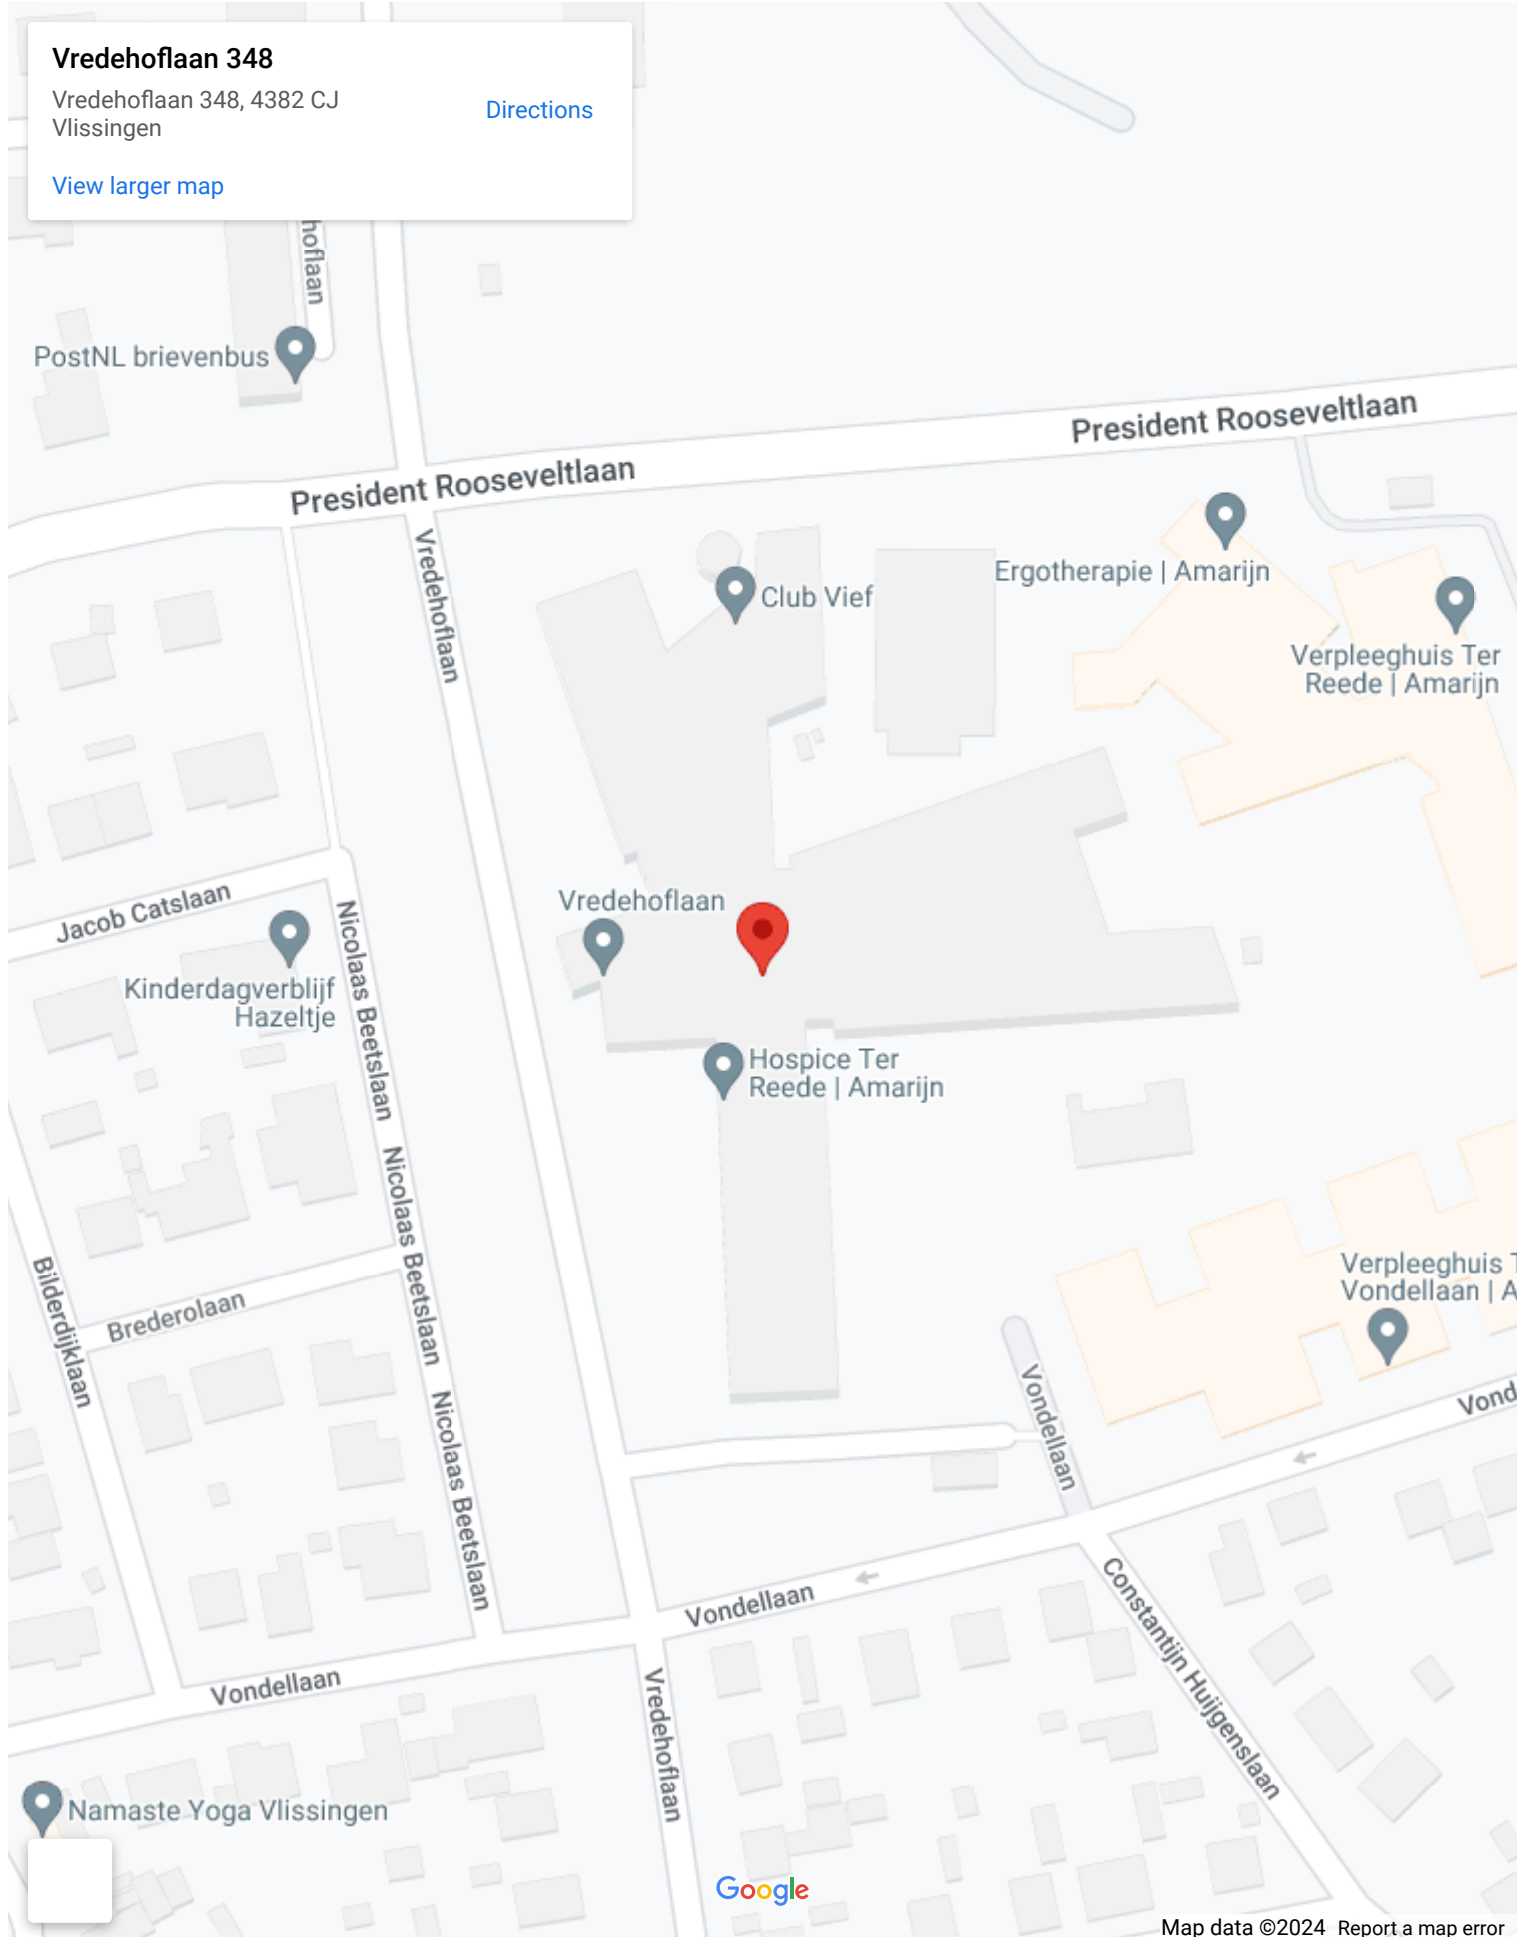 Vredehoflaan 348
Vredehoflaan 348, 4382 CJ
Vlissingen
Directions
View larger map
hoflaan
PostNL brievenbus
President Rooseveltlaan
President Rooseveltlaan
Vredehoflaan
Club Vief
Ergotherapie | Amarijn
Verpleeghuis Ter
Reede | Amarijn
Jacob Catslaan
Vredehoflaan
Nicolaas Beetslaan
Kinderdagverblijf
Hazeltje
Hospice Ter
Reede | Amarijn
Nicolaas Beetslaan
Bilderdijklaan
Brederolaan
Verpleeghuis T
Vondellaan | A
Vondellaan
Vond
Nicolaas Beetslaan
Vondellaan
Constantijn Huijgenslaan
Vondellaan
Vredehoflaan
Namaste Yoga Vlissingen
Google
Map data ©2024 Report a map error